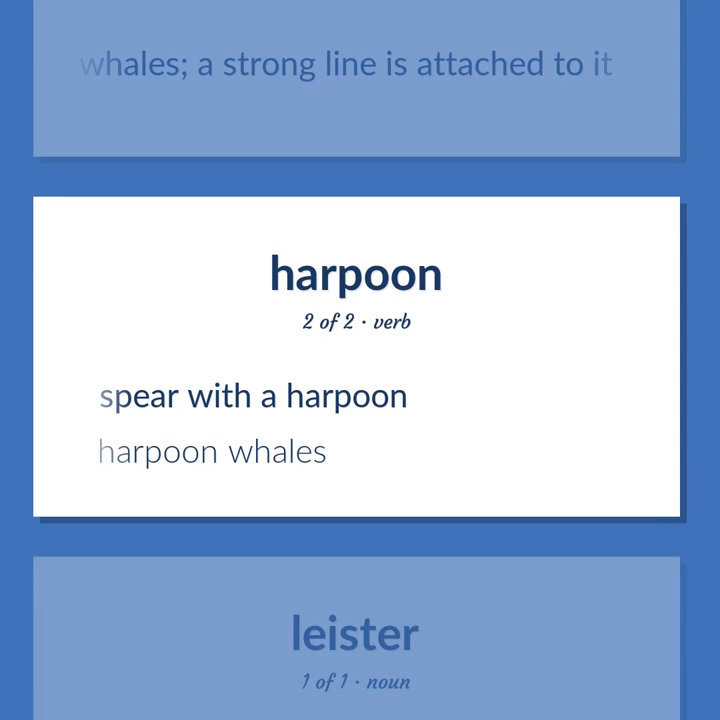 whales; a strong line is attached to it
harpoon
2 of 2 · verb
spear with a harpoon
harpoon whales
leister
1 of 1 · noun